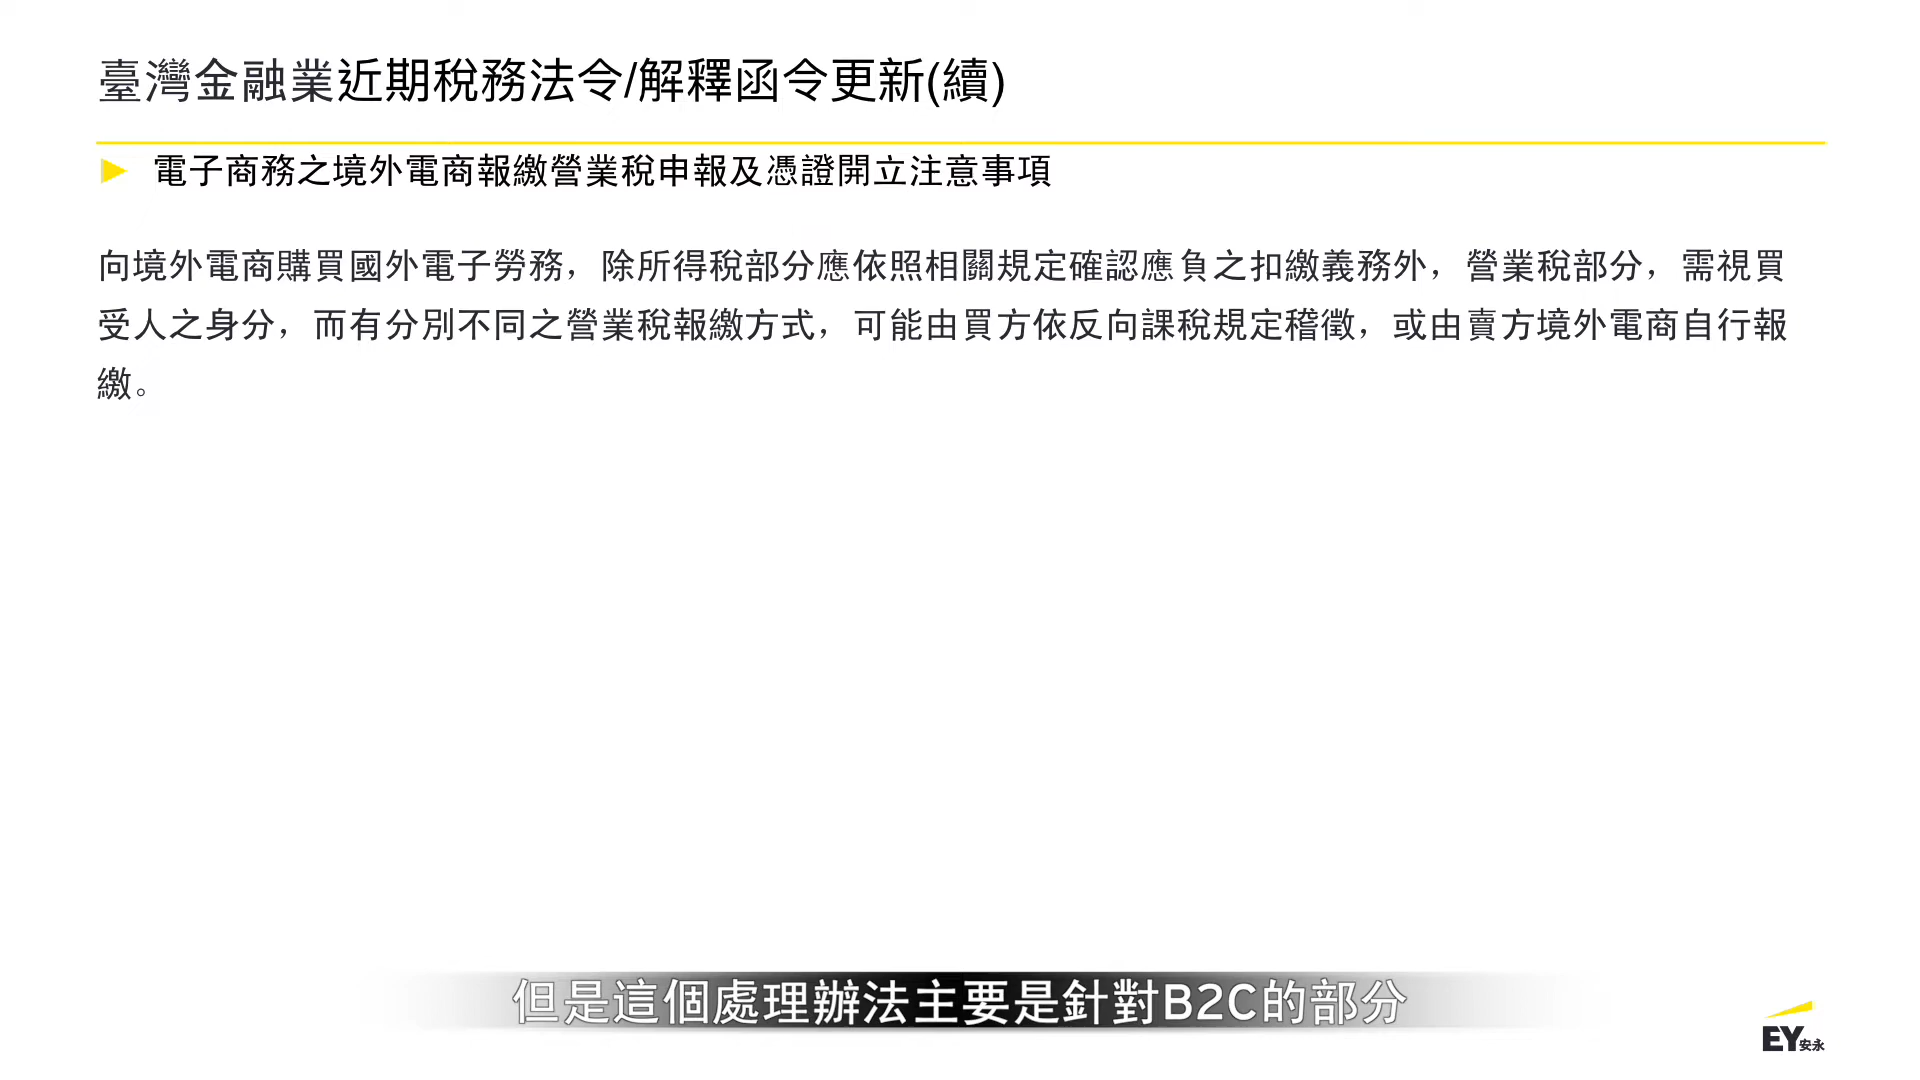 臺灣金融業近期稅務法令/解釋函令更新(續)
電子商務之境外電商報繳營業稅申報及憑證開立注意事項
向境外電商購買國外電子勞務，除所得稅部分應依照相關規定確認應負之扣繳義務外，營業稅部分，需視買
受人之身分，而有分別不同之營業稅報繳方式，可能由買方依反向課稅規定稽徵，或由賣方境外電商自行報
繳。
但是這個處理辦法主要是針對B2C的部分
EY安永